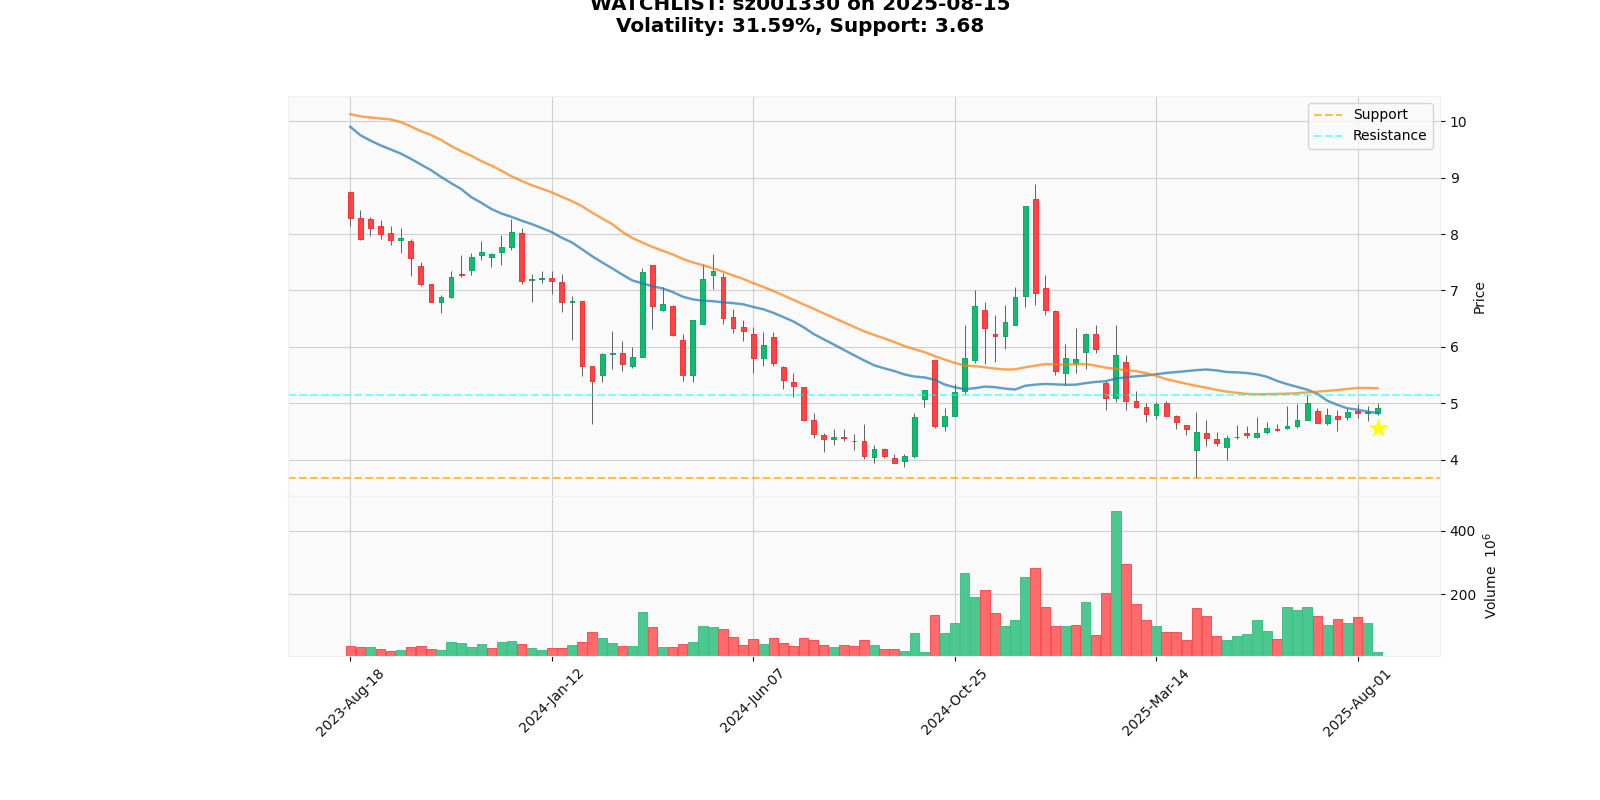 WATCHLIST: sz001330 on 2025-08-15
Volatility: 31.59%, Support: 3.68
Support
Resistance
10
9
8
7
6
5
4
Price
400
200
Volume 10^6
2023-Aug-18
2024-Jan-12
2024-Jun-07
2024-Oct-25
2025-Mar-14
2025-Aug-01